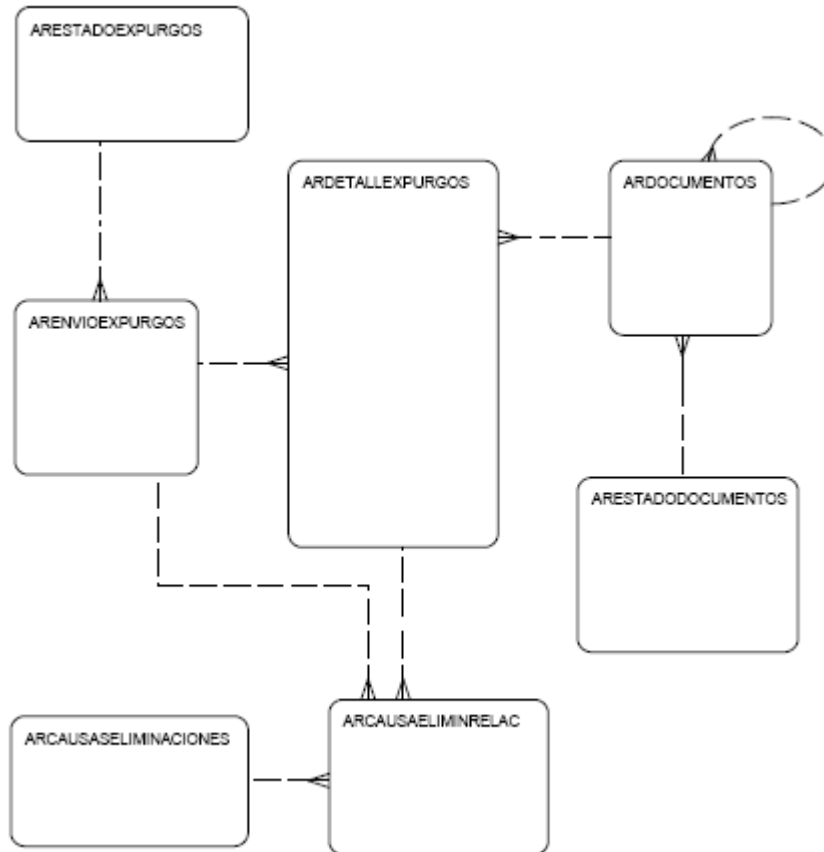 ARESTADOEXPURGOS
ARDETALLEXPURGOS
ARDOCUMENTOS
ARENVIOEXPURGOS
ARESTADODOCUMENTOS
ARCAUSASELIMINACIONES
ARCAUSAELIMINRELAC